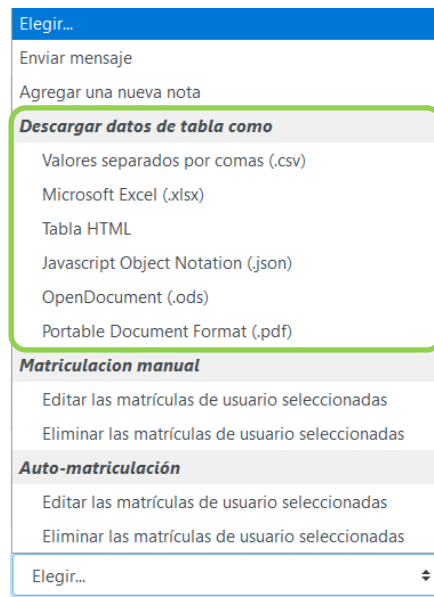 Elegir...
Enviar mensaje
Agregar una nueva nota
Descargar datos de tabla como
Valores separados por comas (.csv)
Microsoft Excel (.xlsx)
Tabla HTML
Javascript Object Notation (.json)
OpenDocument (.ods)
Portable Document Format (.pdf)
Matriculacion manual
Editar las matrículas de usuario seleccionadas
Eliminar las matrículas de usuario seleccionadas
Auto-matriculación
Editar las matrículas de usuario seleccionadas
Eliminar las matrículas de usuario seleccionadas
Elegir...